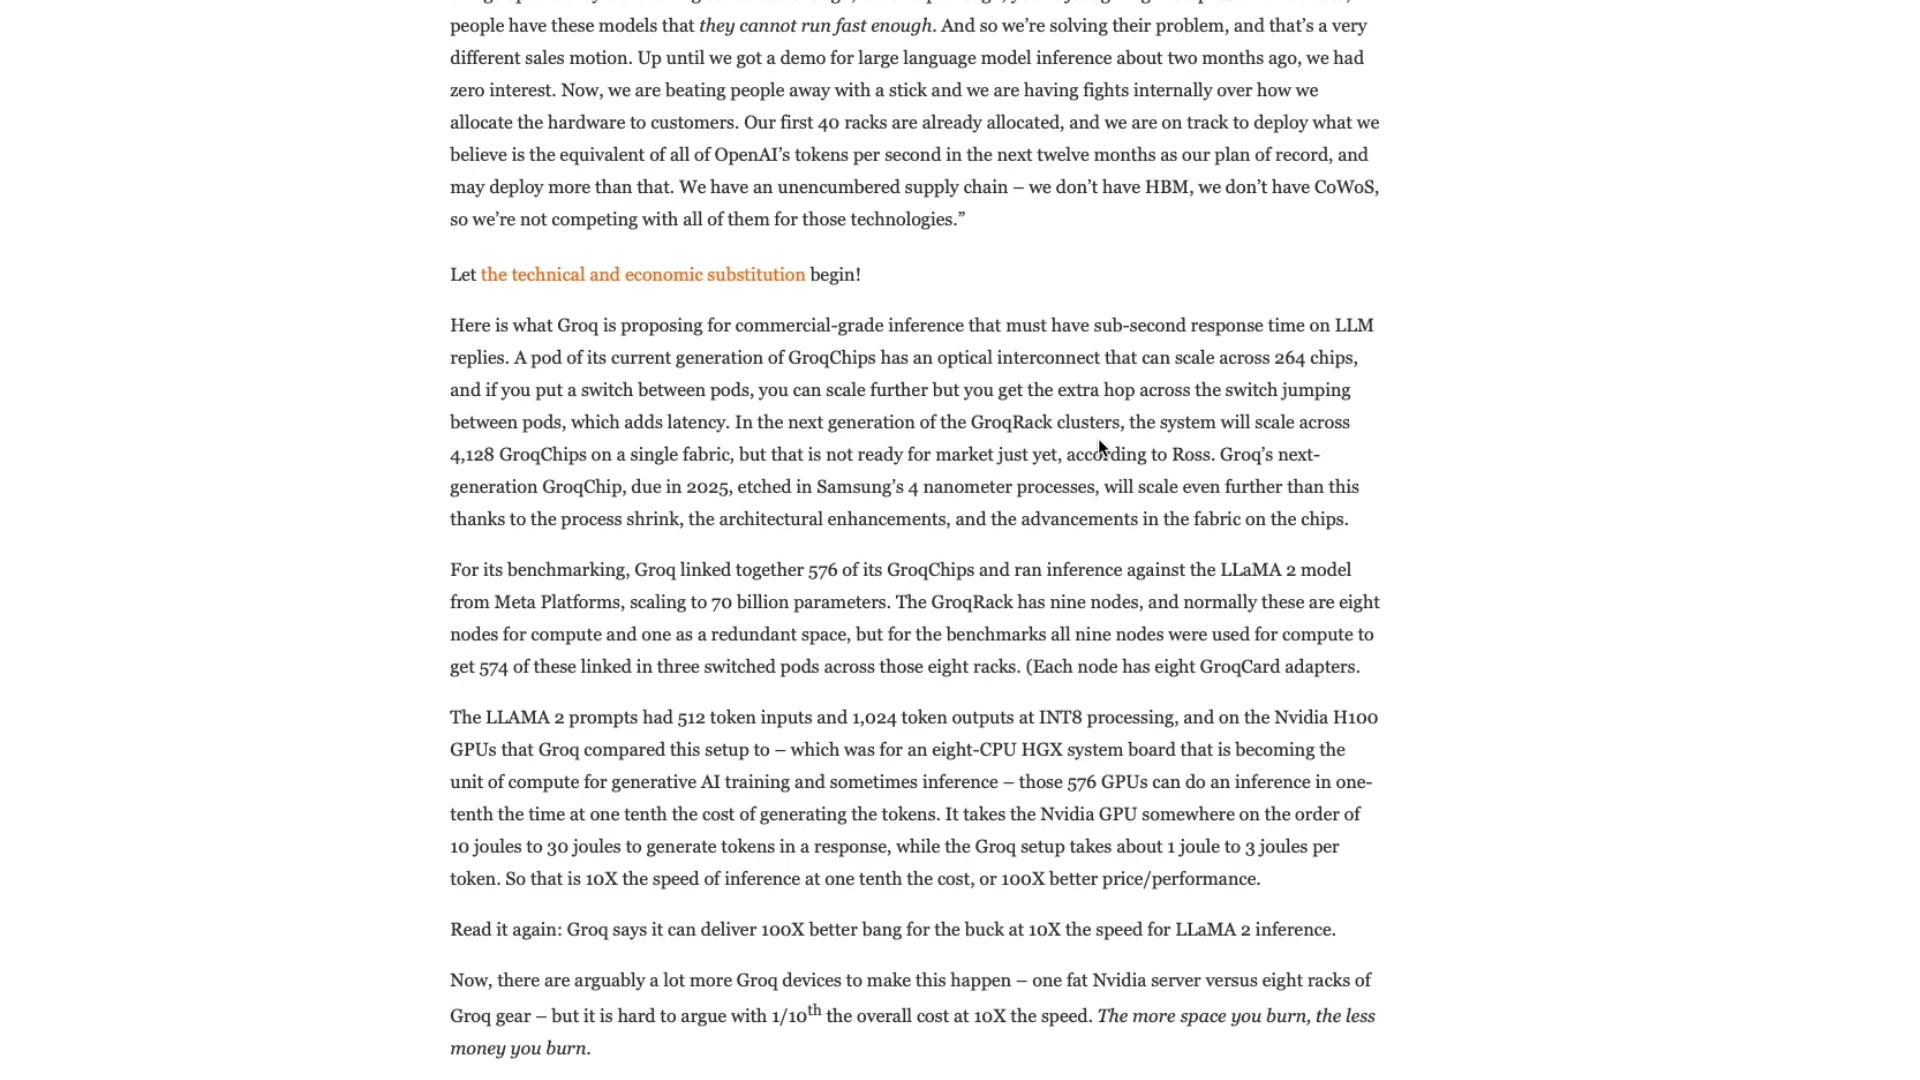 people have these models that they cannot run fast enough. And so we’re solving their problem, and that’s a very
different sales motion. Up until we got a demo for large language model inference about two months ago, we had
zero interest. Now, we are beating people away with a stick and we are having fights internally over how we
allocate the hardware to customers. Our first 40 racks are already allocated, and we are on track to deploy what we
believe is the equivalent of all of OpenAI’s tokens per second in the next twelve months as our plan of record, and
may deploy more than that. We have an unencumbered supply chain – we don’t have HBM, we don’t have CoWoS,
so we’re not competing with all of them for those technologies.”
Let the technical and economic substitution begin!
Here is what Groq is proposing for commercial-grade inference that must have sub-second response time on LLM
replies. A pod of its current generation of GroqChips has an optical interconnect that can scale across 264 chips,
and if you put a switch between pods, you can scale further but you get the extra hop across the switch jumping
between pods, which adds latency. In the next generation of the GroqRack clusters, the system will scale across
4,128 GroqChips on a single fabric, but that is not ready for market just yet, according to Ross. Groq’s next-
generation GroqChip, due in 2025, etched in Samsung’s 4 nanometer processes, will scale even further than this
thanks to the process shrink, the architectural enhancements, and the advancements in the fabric on the chips.
For its benchmarking, Groq linked together 576 of its GroqChips and ran inference against the LLaMA 2 model
from Meta Platforms, scaling to 70 billion parameters. The GroqRack has nine nodes, and normally these are eight
nodes for compute and one as a redundant space, but for the benchmarks all nine nodes were used for compute to
get 574 of these linked in three switched pods across those eight racks. (Each node has eight GroqCard adapters.
The LLAMA 2 prompts had 512 token inputs and 1,024 token outputs at INT8 processing, and on the Nvidia H100
GPUs that Groq compared this setup to – which was for an eight-CPU HGX system board that is becoming the
unit of compute for generative AI training and sometimes inference – those 576 GPUs can do an inference in one-
tenth the time at one tenth the cost of generating the tokens. It takes the Nvidia GPU somewhere on the order of
10 joules to 30 joules to generate tokens in a response, while the Groq setup takes about 1 joule to 3 joules per
token. So that is 10X the speed of inference at one tenth the cost, or 100X better price/performance.
Read it again: Groq says it can deliver 100X better bang for the buck at 10X the speed for LLaMA 2 inference.
Now, there are arguably a lot more Groq devices to make this happen – one fat Nvidia server versus eight racks of
Groq gear – but it is hard to argue with 1/10th the overall cost at 10X the speed. The more space you burn, the less
money you burn.